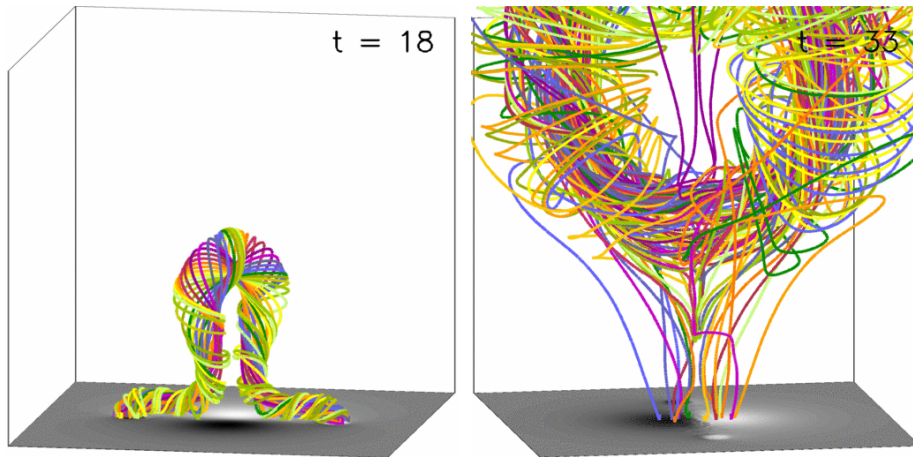 t = 18
t = 33